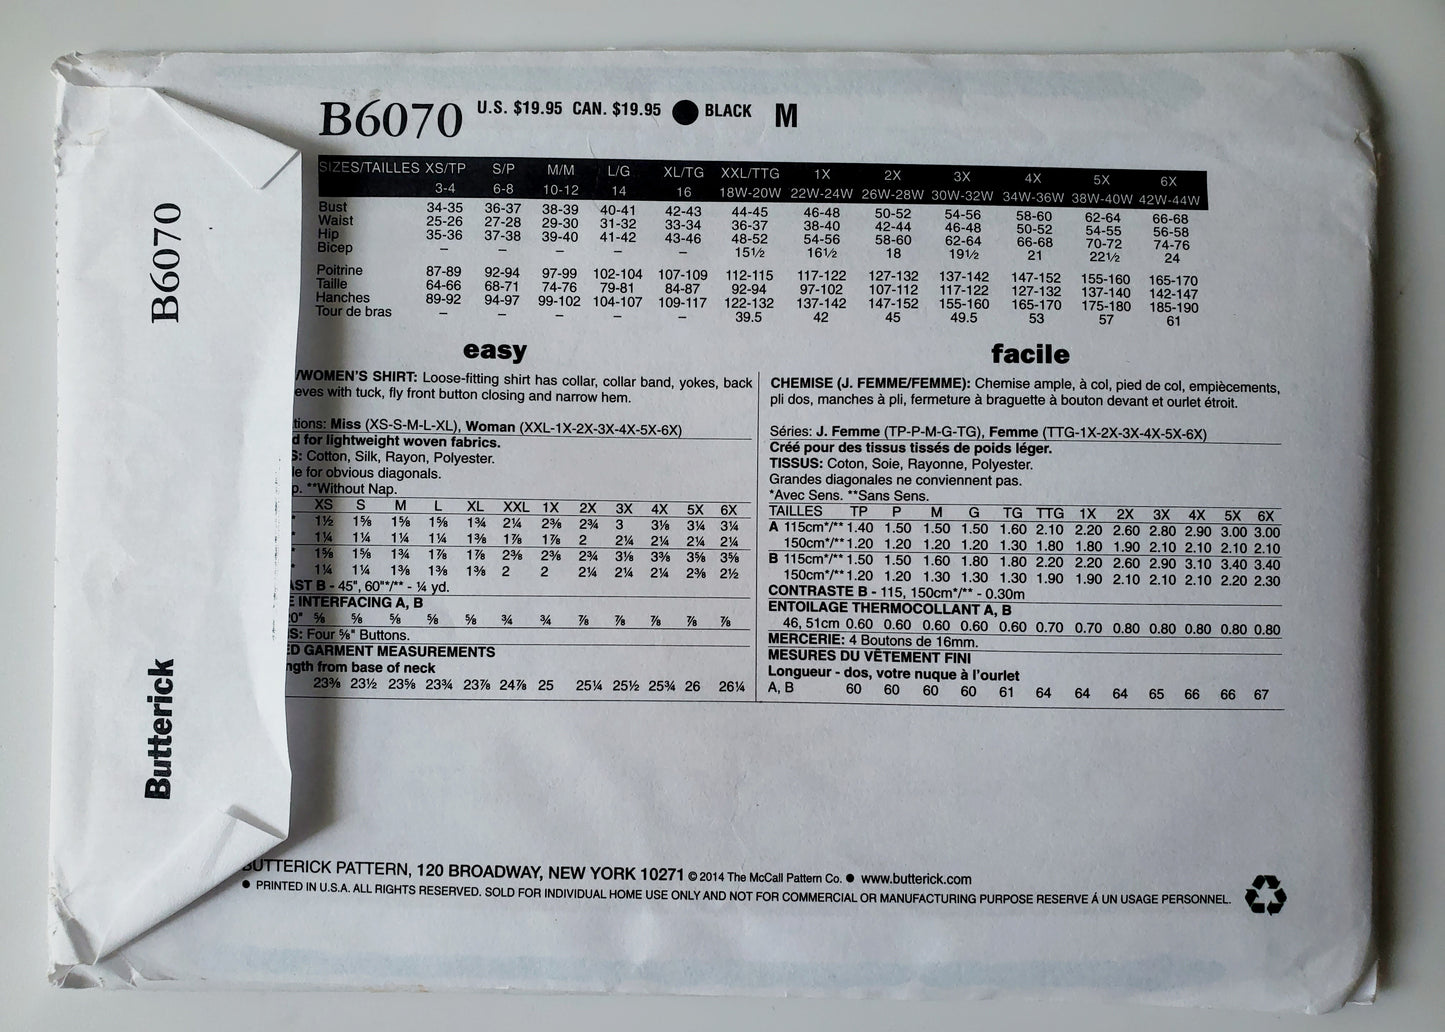 B6070
Butterick
B6070 U.S. $19.95 CAN. $19.95 ● BLACK M
SIZES/TAILLES XS/TP S/P M/M L/G XL/TG XXL/TTG 1X 2X 3X 4X 5X 6X
3-4 6-8 10-12 14 16 18W-20W 22W-24W 26W-28W 30W-32W 34W-36W 38W-40W 42W-44W
Bust 34-35 36-37 38-39 40-41 42-43 44-45 46-48 50-52 54-56 58-60 62-64 66-68
Waist 25-26 27-28 29-30 31-32 33-34 36-37 38-40 42-44 46-48 50-52 54-55 56-58
Hip 35-36 37-38 39-40 41-42 43-46 48-52 54-56 58-60 62-64 66-68 70-72 74-76
Bicep – – – – – 15½ 16½ 18 19½ 21 22½ 24
Poitrine 87-89 92-94 97-99 102-104 107-109 112-115 117-122 127-132 137-142 147-152 155-160 165-170
Taille 64-66 68-71 74-76 79-81 84-87 92-94 97-102 107-112 117-122 127-132 137-140 142-147
Hanches 89-92 94-97 99-102 104-107 109-117 122-132 137-142 147-152 155-160 165-170 175-180 185-190
Tour de bras – – – – – 39.5 42 45 49.5 53 57 61
easy
/WOMEN'S SHIRT: Loose-fitting shirt has collar, collar band, yokes, back
eves with tuck, fly front button closing and narrow hem.
tions: Miss (XS-S-M-L-XL), Woman (XXL-1X-2X-3X-4X-5X-6X)
d for lightweight woven fabrics.
S: Cotton, Silk, Rayon, Polyester.
le for obvious diagonals.
p. **Without Nap.
XS S M L XL XXL 1X 2X 3X 4X 5X 6X
* 1½ 1⅝ 1⅝ 1⅝ 1¾ 2¼ 2⅜ 2¾ 3 3⅛ 3¼ 3¼
* 1¼ 1¼ 1¼ 1¼ 1⅜ 1⅞ 1⅞ 2 2¼ 2¼ 2¼ 2¼
* 1⅝ 1⅝ 1¾ 1⅞ 1⅞ 2⅜ 2⅜ 2¾ 3⅛ 3⅜ 3⅝ 3⅝
* 1¼ 1¼ 1⅜ 1⅜ 1⅜ 2 2 2¼ 2¼ 2¼ 2⅜ 2½
AST B - 45", 60"*/** - ¼ yd.
E INTERFACING A, B
0" ⅝ ⅝ ⅝ ⅝ ⅝ ¾ ¾ ⅞ ⅞ ⅞ ⅞ ⅞
S: Four ⅝" Buttons.
ED GARMENT MEASUREMENTS
ngth from base of neck
23⅜ 23½ 23⅝ 23¾ 23⅞ 24⅞ 25 25¼ 25½ 25¾ 26 26¼
facile
CHEMISE (J. FEMME/FEMME): Chemise ample, à col, pied de col, empiècements,
pli dos, manches à pli, fermeture à braguette à bouton devant et ourlet étroit.
Séries: J. Femme (TP-P-M-G-TG), Femme (TTG-1X-2X-3X-4X-5X-6X)
Créé pour des tissus tissés de poids léger.
TISSUS: Coton, Soie, Rayonne, Polyester.
Grandes diagonales ne conviennent pas.
*Avec Sens. **Sans Sens.
TAILLES TP P M G TG TTG 1X 2X 3X 4X 5X 6X
A 115cm*/** 1.40 1.50 1.50 1.50 1.60 2.10 2.20 2.60 2.80 2.90 3.00 3.00
150cm*/** 1.20 1.20 1.20 1.20 1.30 1.80 1.80 1.90 2.10 2.10 2.10 2.10
B 115cm*/** 1.50 1.50 1.60 1.80 1.80 2.20 2.20 2.60 2.90 3.10 3.40 3.40
150cm*/** 1.20 1.20 1.30 1.30 1.30 1.90 1.90 2.10 2.10 2.10 2.20 2.30
CONTRASTE B - 115, 150cm*/** - 0.30m
ENTOILAGE THERMOCOLLANT A, B
46, 51cm 0.60 0.60 0.60 0.60 0.60 0.70 0.70 0.80 0.80 0.80 0.80 0.80
MERCERIE: 4 Boutons de 16mm.
MESURES DU VÊTEMENT FINI
Longueur - dos, votre nuque à l'ourlet
A, B 60 60 60 60 61 64 64 64 65 66 66 67
BUTTERICK PATTERN, 120 BROADWAY, NEW YORK 10271 © 2014 The McCall Pattern Co. ● www.butterick.com
● PRINTED IN U.S.A. ALL RIGHTS RESERVED. SOLD FOR INDIVIDUAL HOME USE ONLY AND NOT FOR COMMERCIAL OR MANUFACTURING PURPOSE RESERVE Á UN USAGE PERSONNEL.